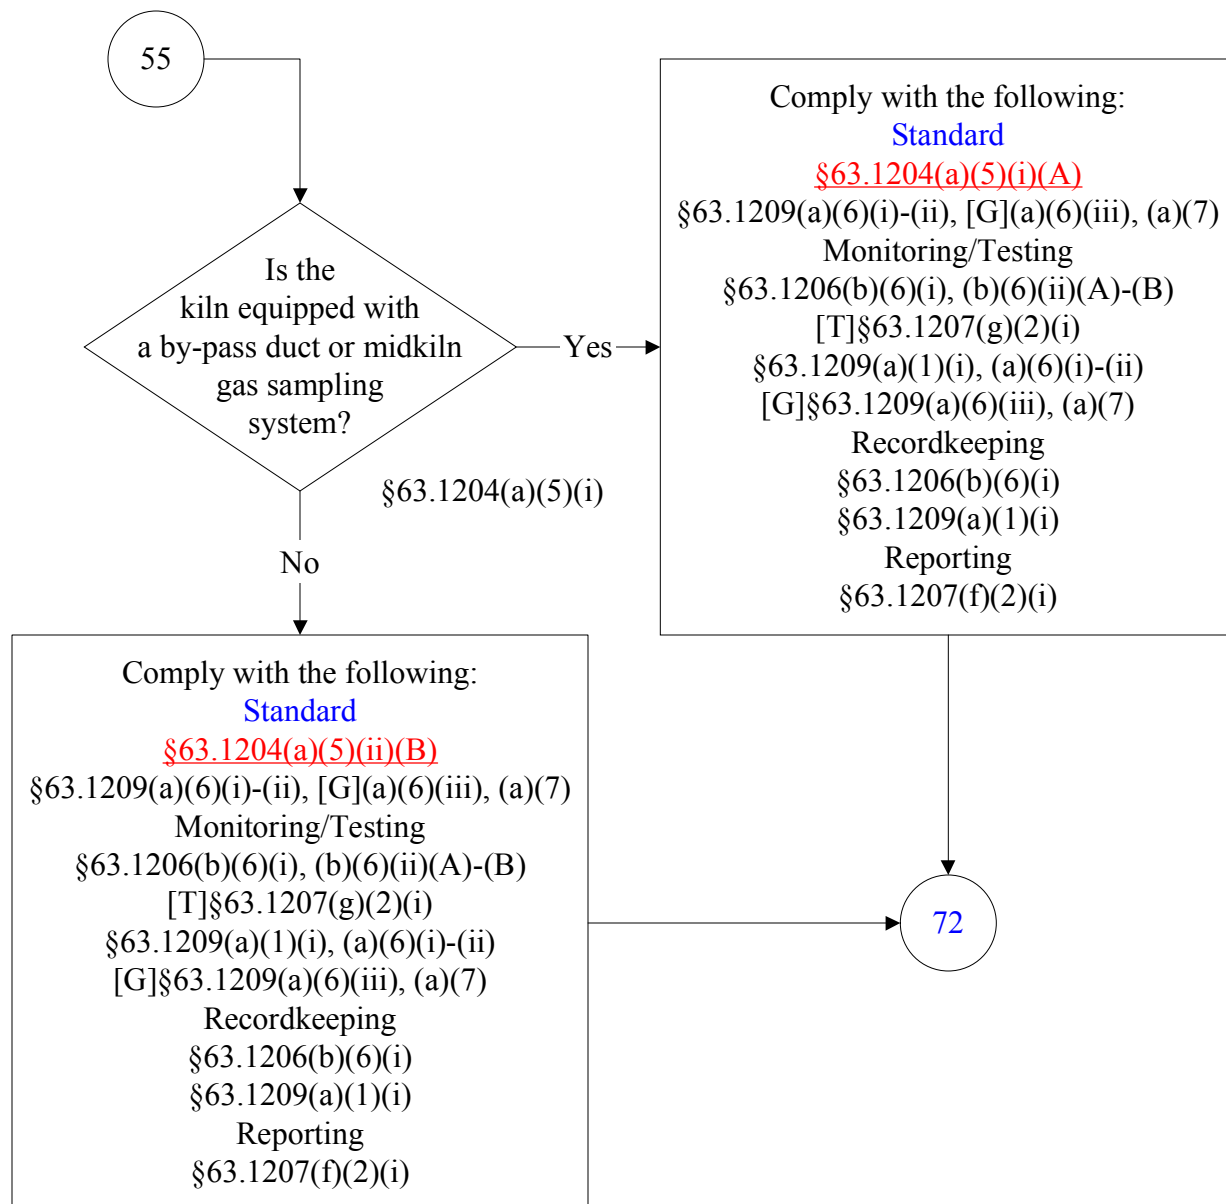 55
Is the
kiln equipped with
a by-pass duct or midkiln
gas sampling
system?
Yes
§63.1204(a)(5)(i)
No
Comply with the following:
Standard
§63.1204(a)(5)(i)(A)
§63.1209(a)(6)(i)-(ii), [G](a)(6)(iii), (a)(7)
Monitoring/Testing
§63.1206(b)(6)(i), (b)(6)(ii)(A)-(B)
[T]§63.1207(g)(2)(i)
§63.1209(a)(1)(i), (a)(6)(i)-(ii)
[G]§63.1209(a)(6)(iii), (a)(7)
Recordkeeping
§63.1206(b)(6)(i)
§63.1209(a)(1)(i)
Reporting
§63.1207(f)(2)(i)
Comply with the following:
Standard
§63.1204(a)(5)(ii)(B)
§63.1209(a)(6)(i)-(ii), [G](a)(6)(iii), (a)(7)
Monitoring/Testing
§63.1206(b)(6)(i), (b)(6)(ii)(A)-(B)
[T]§63.1207(g)(2)(i)
§63.1209(a)(1)(i), (a)(6)(i)-(ii)
[G]§63.1209(a)(6)(iii), (a)(7)
Recordkeeping
§63.1206(b)(6)(i)
§63.1209(a)(1)(i)
Reporting
§63.1207(f)(2)(i)
72